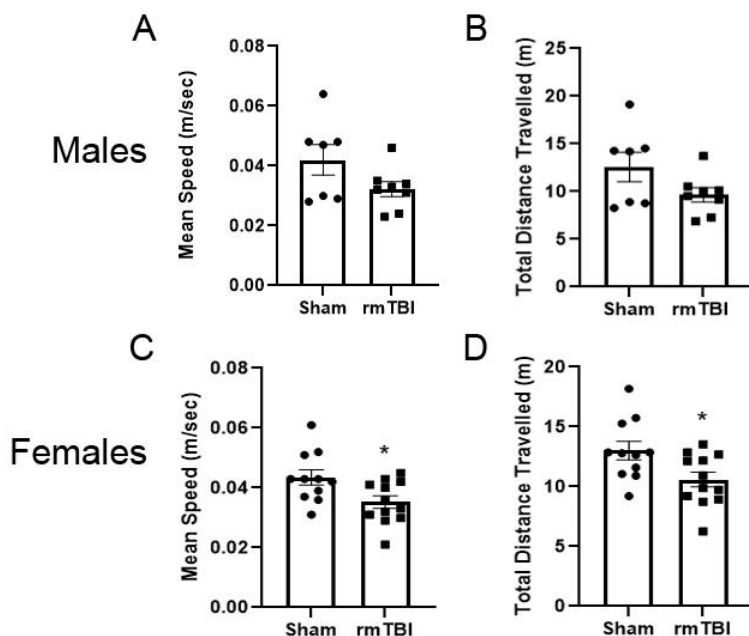 A
B
Males
Mean Speed (m/sec)
0.08
0.06
0.04
0.02
0.00
Sham rmTBI
Total Distance Travelled (m)
25
20
15
10
5
0
Sham rmTBI
C
D
Females
Mean Speed (m/sec)
0.08
0.06
0.04
0.02
0.00
*
Sham rmTBI
Total Distance Travelled (m)
20
15
10
5
0
*
Sham rmTBI